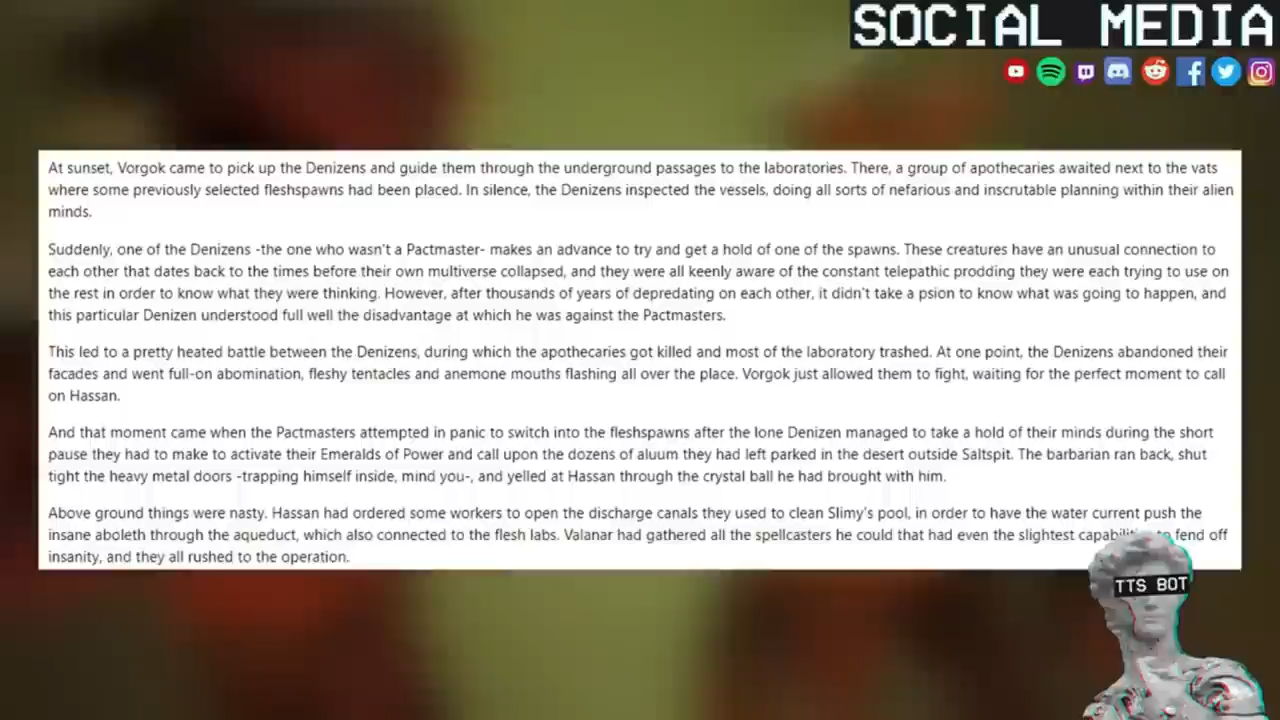 SOCIAL MEDIA
At sunset, Vorgok came to pick up the Denizens and guide them through the underground passages to the laboratories. There, a group of apothecaries awaited next to the vats
where some previously selected fleshspawns had been placed. In silence, the Denizens inspected the vessels, doing all sorts of nefarious and inscrutable planning within their alien
minds.
Suddenly, one of the Denizens -the one who wasn't a Pactmaster- makes an advance to try and get a hold of one of the spawns. These creatures have an unusual connection to
each other that dates back to the times before their own multiverse collapsed, and they were all keenly aware of the constant telepathic prodding they were each trying to use on
the rest in order to know what they were thinking. However, after thousands of years of depredating on each other, it didn't take a psion to know what was going to happen, and
this particular Denizen understood full well the disadvantage at which he was against the Pactmasters.
This led to a pretty heated battle between the Denizens, during which the apothecaries got killed and most of the laboratory trashed. At one point, the Denizens abandoned their
facades and went full-on abomination, fleshy tentacles and anemone mouths flashing all over the place. Vorgok just allowed them to fight, waiting for the perfect moment to call
on Hassan.
And that moment came when the Pactmasters attempted in panic to switch into the fleshspawns after the lone Denizen managed to take a hold of their minds during the short
pause they had to make to activate their Emeralds of Power and call upon the dozens of aluum they had left parked in the desert outside Saltspit. The barbarian ran back, shut
tight the heavy metal doors -trapping himself inside, mind you-, and yelled at Hassan through the crystal ball he had brought with him.
Above ground things were nasty. Hassan had ordered some workers to open the discharge canals they used to clean Slimy's pool, in order to have the water current push the
insane aboleth through the aqueduct, which also connected to the flesh labs. Valanar had gathered all the spellcasters he could that had even the slightest fend off
insanity, and they all rushed to the operation.
TTS BOT